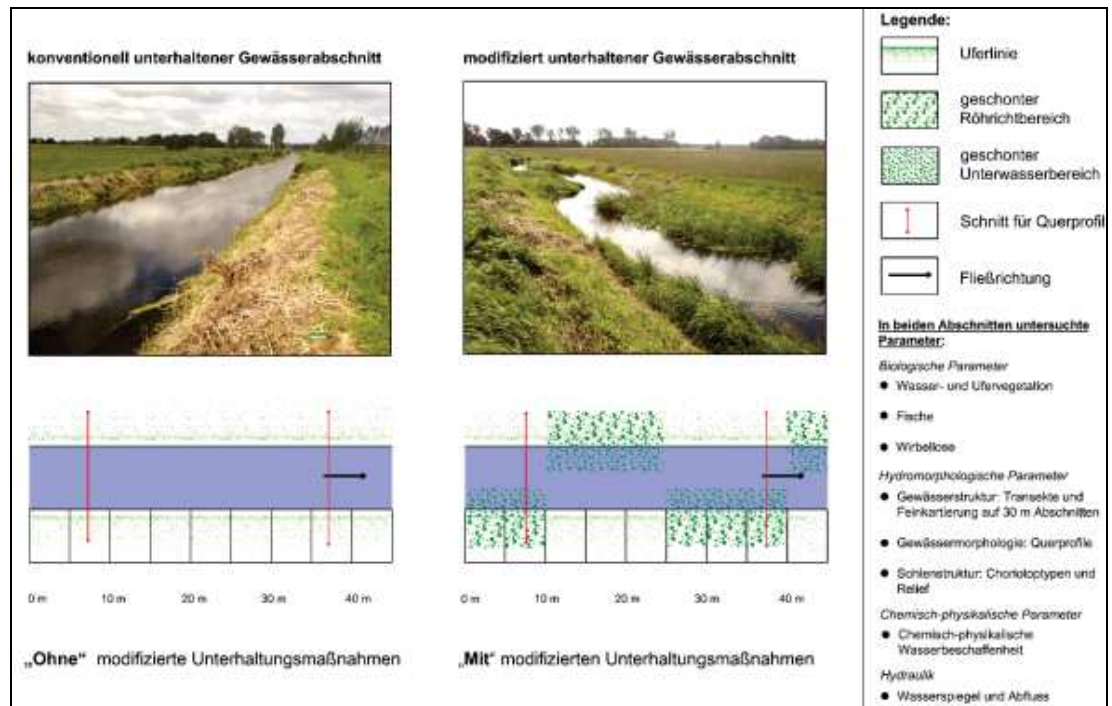 konventionell unterhaltener Gewässerabschnitt
modifiziert unterhaltener Gewässerabschnitt
0 m 10 m 20 m 30 m 40 m
0 m 10 m 20 m 30 m 40 m
„Ohne“ modifizierte Unterhaltungsmaßnahmen
„Mit“ modifizierten Unterhaltungsmaßnahmen
Legende:
Uferlinie
geschonter
Röhrichtbereich
geschonter
Unterwasserbereich
Schnitt für Querprofil
Fließrichtung
In beiden Abschnitten untersuchte
Parameter:
Biologische Parameter
● Wasser- und Ufervegetation
● Fische
● Wirbellose
Hydromorphologische Parameter
● Gewässerstruktur: Transekte und
Feinkartierung auf 30 m Abschnitten
● Gewässermorphologie: Querprofile
● Sohlenstruktur: Choriotoptypen und
Relief
Chemisch-physikalische Parameter
● Chemisch-physikalische
Wasserbeschaffenheit
Hydraulik
● Wasserspiegel und Abfluss